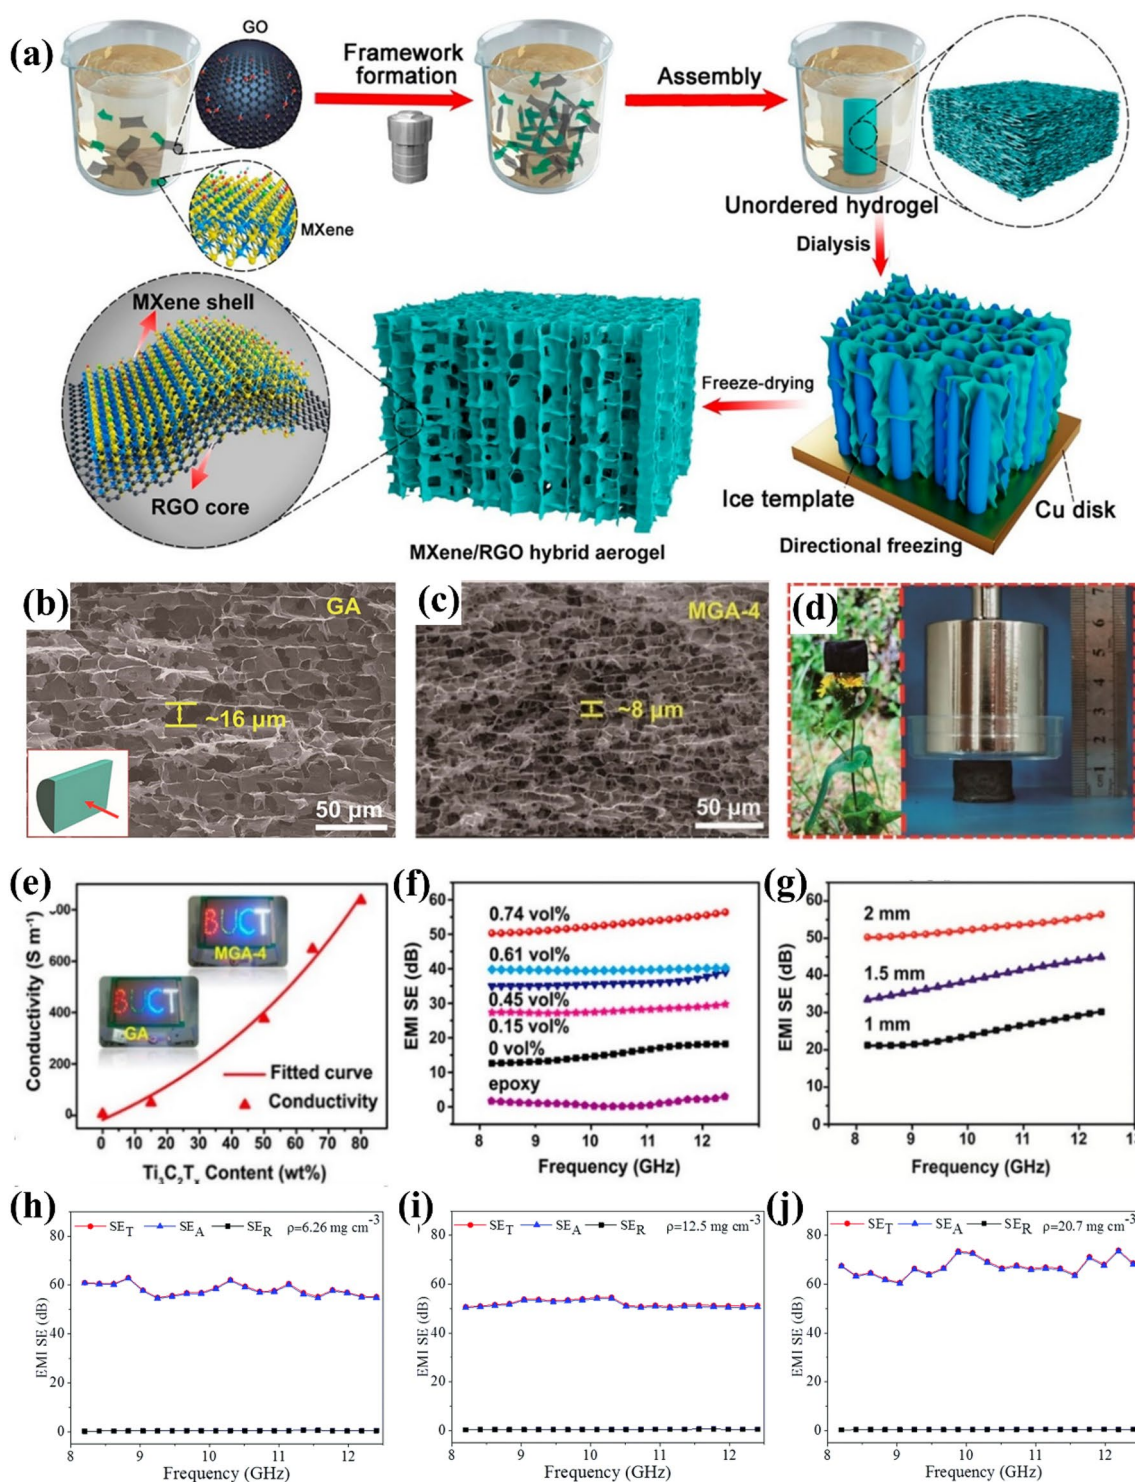 (a)
GO
MXene
Framework
formation
Assembly
Unordered hydrogel
Dialysis
MXene shell
RGO core
MXene/RGO hybrid aerogel
Freeze-drying
Ice template
Cu disk
Directional freezing
(b)
GA
~16 μm
50 μm
(c)
MGA-4
~8 μm
50 μm
(d)
7
6
5
4
3
2
1
cm
(e)
Conductivity (S m⁻¹)
600
400
200
0
BUCT
MGA-4
BUCT
GA
Fitted curve
Conductivity
0 10 20 30 40 50 60 70 80
Ti₃C₂Tₓ Content (wt%)
(f)
EMI SE (dB)
60
50
40
30
20
10
0
0.74 vol%
0.61 vol%
0.45 vol%
0.15 vol%
0 vol%
epoxy
8 9 10 11 12
Frequency (GHz)
(g)
EMI SE (dB)
60
50
40
30
20
10
0
2 mm
1.5 mm
1 mm
8 9 10 11 12 13
Frequency (GHz)
(h)
SE_T SE_A SE_R ρ=6.26 mg cm⁻³
EMI SE (dB)
80
60
40
20
0
8 9 10 11 12
Frequency (GHz)
(i)
SE_T SE_A SE_R ρ=12.5 mg cm⁻³
EMI SE (dB)
80
60
40
20
0
8 9 10 11 12
Frequency (GHz)
(j)
SE_T SE_A SE_R ρ=20.7 mg cm⁻³
EMI SE (dB)
80
60
40
20
0
8 9 10 11 12
Frequency (GHz)